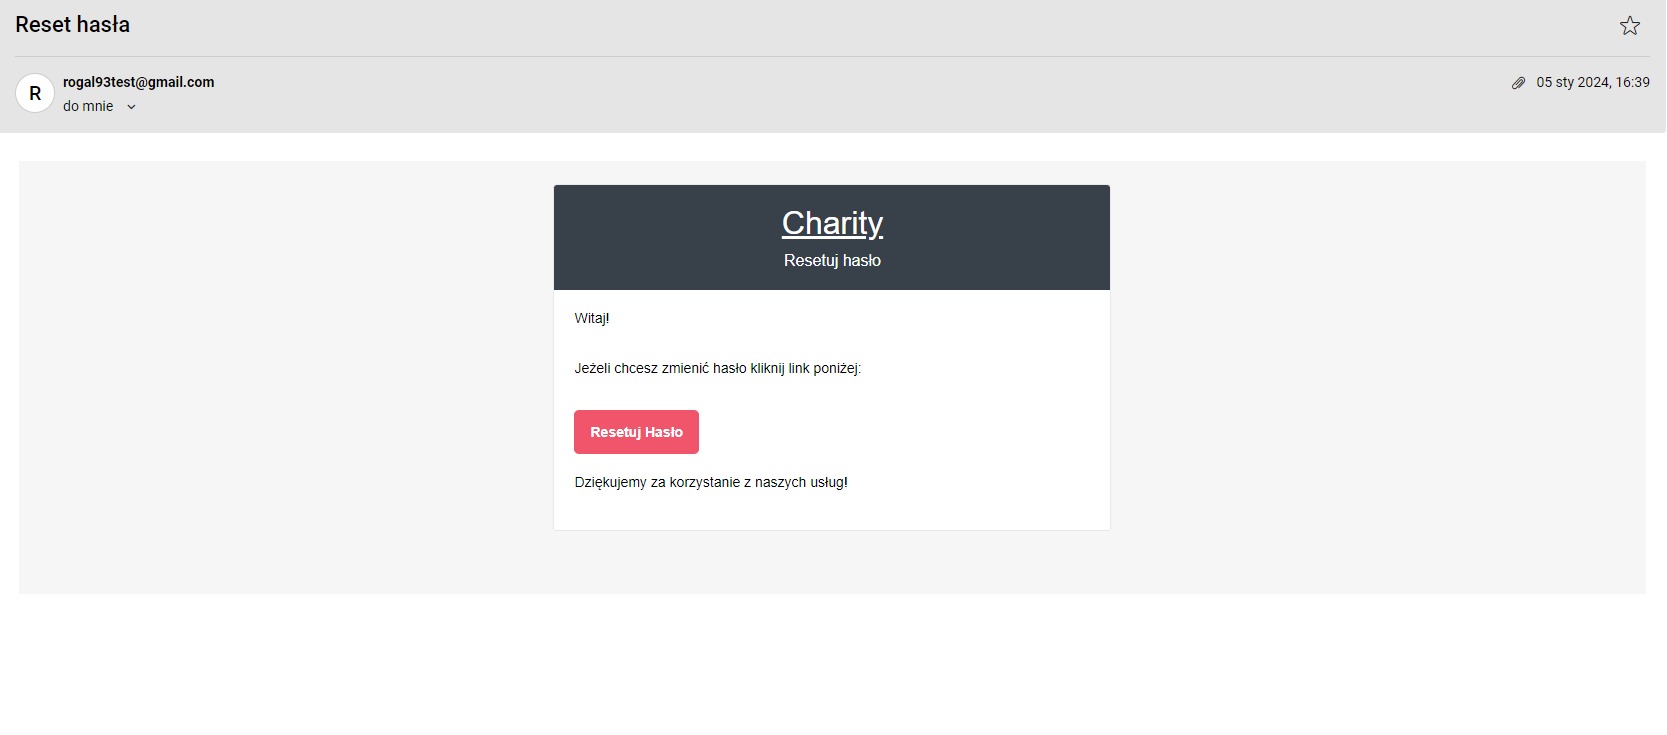 Reset hasła
R
rogal93test@gmail.com
05 sty 2024, 16:39
do mnie
Charity
Resetuj hasło
Witaj!
Jeżeli chcesz zmienić hasło kliknij link poniżej:
Resetuj Hasło
Dziękujemy za korzystanie z naszych usług!